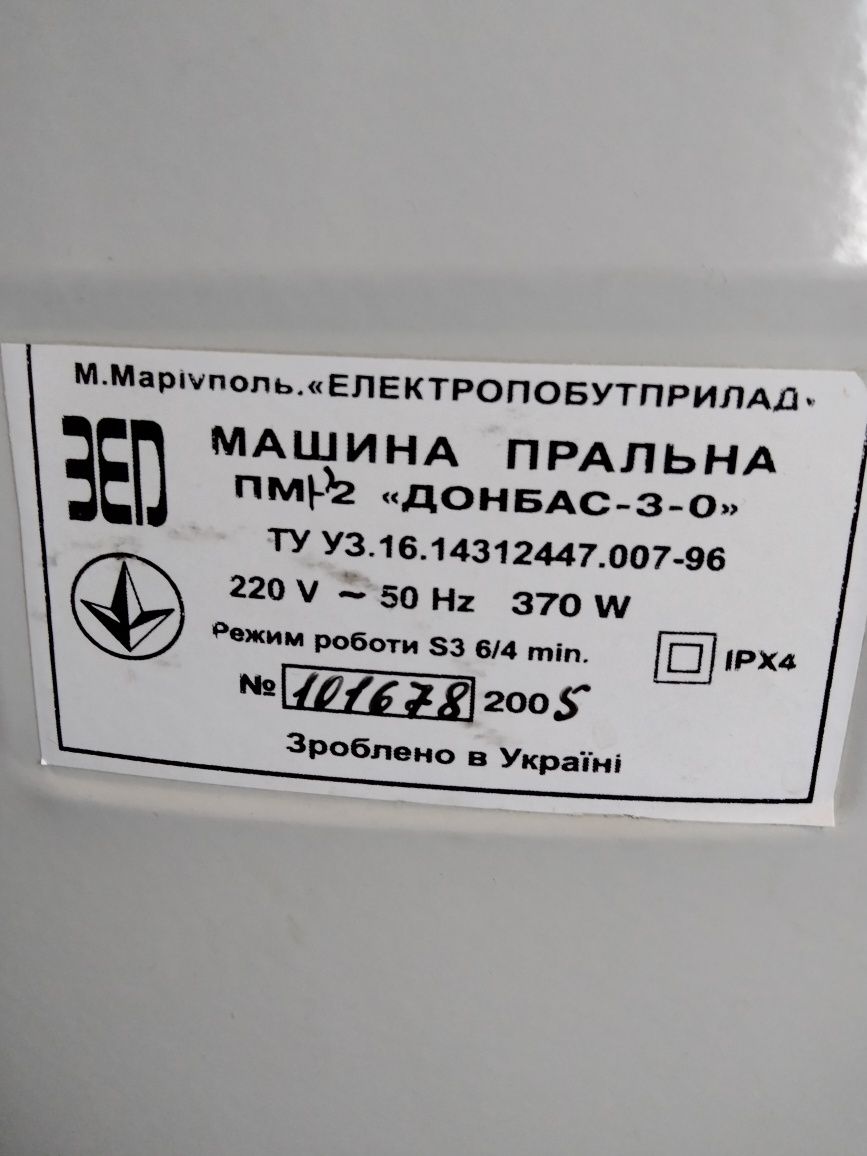 М.Маріуполь.«ЕЛЕКТРОПОБУТПРИЛАД»
ЗЕП
МАШИНА ПРАЛЬНА
«ДОНБАС-3-0»
ТУ У3.16.14312447.007-96
220 V ~ 50 Hz 370 W
Режим роботи S3 6/4 min.
IPX4
№ 101678 2005
Зроблено в Україні